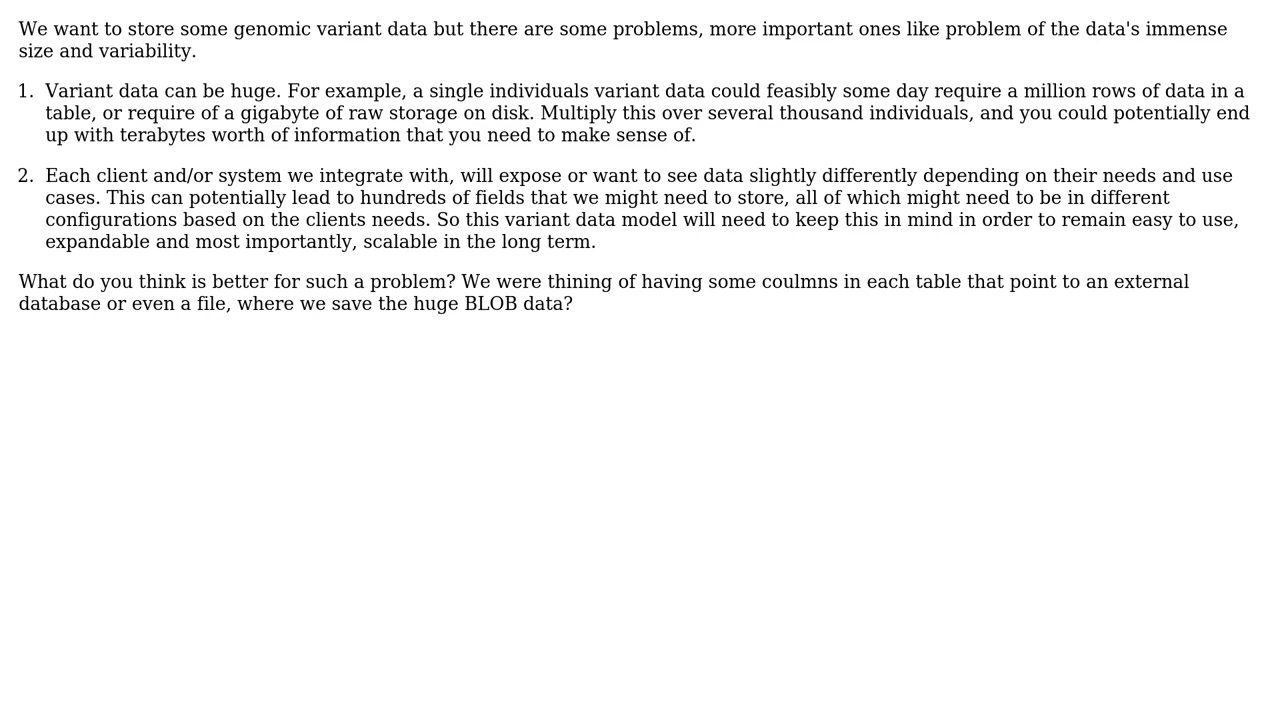 We want to store some genomic variant data but there are some problems, more important ones like problem of the data's immense
size and variability.
1. Variant data can be huge. For example, a single individuals variant data could feasibly some day require a million rows of data in a
table, or require of a gigabyte of raw storage on disk. Multiply this over several thousand individuals, and you could potentially end
up with terabytes worth of information that you need to make sense of.
2. Each client and/or system we integrate with, will expose or want to see data slightly differently depending on their needs and use
cases. This can potentially lead to hundreds of fields that we might need to store, all of which might need to be in different
configurations based on the clients needs. So this variant data model will need to keep this in mind in order to remain easy to use,
expandable and most importantly, scalable in the long term.
What do you think is better for such a problem? We were thining of having some coulmns in each table that point to an external
database or even a file, where we save the huge BLOB data?